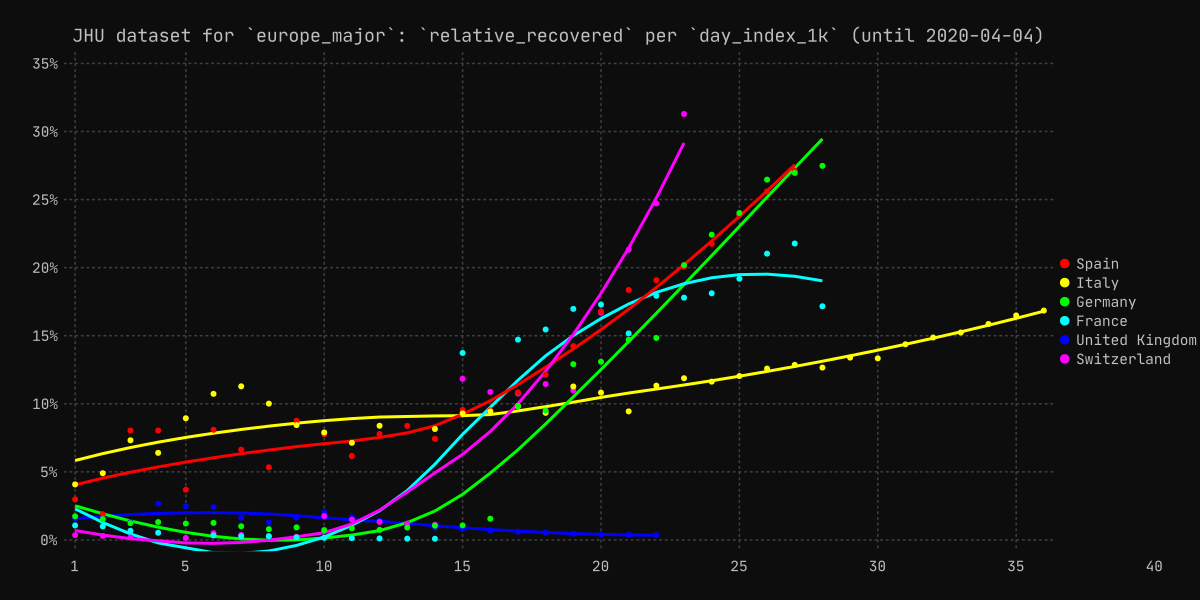 JHU dataset for `europe_major`: `relative_recovered` per `day_index_1k` (until 2020-04-04)
35%
30%
25%
20%
15%
10%
5%
0%
1 5 10 15 20 25 30 35 40
Spain
Italy
Germany
France
United Kingdom
Switzerland